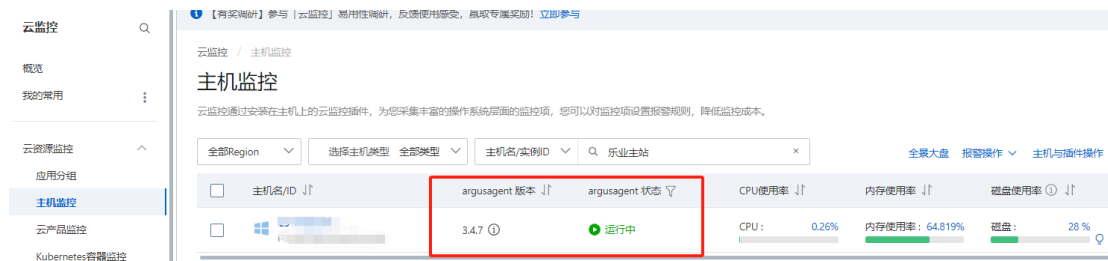 云监控
【有奖调研】参与「云监控」易用性调研，反馈使用感受，赢取专属奖励！立即参与
概览
我的常用
云资源监控
应用分组
主机监控
云产品监控
Kubernetes容器监控
云监控 / 主机监控
主机监控
云监控通过安装在主机上的云监控插件，为您采集丰富的操作系统层面的监控项，您可以对监控项设置报警规则，降低监控成本。
全部Region 选择主机类型 全部类型 主机名/实例ID 乐业主站 × 全景大盘 报警操作 主机与插件操作
主机名/ID argusagent 版本 argusagent 状态 CPU使用率 内存使用率 磁盘使用率
3.4.7 运行中 CPU： 0.26% 内存使用率：64.819% 磁盘： 28 %